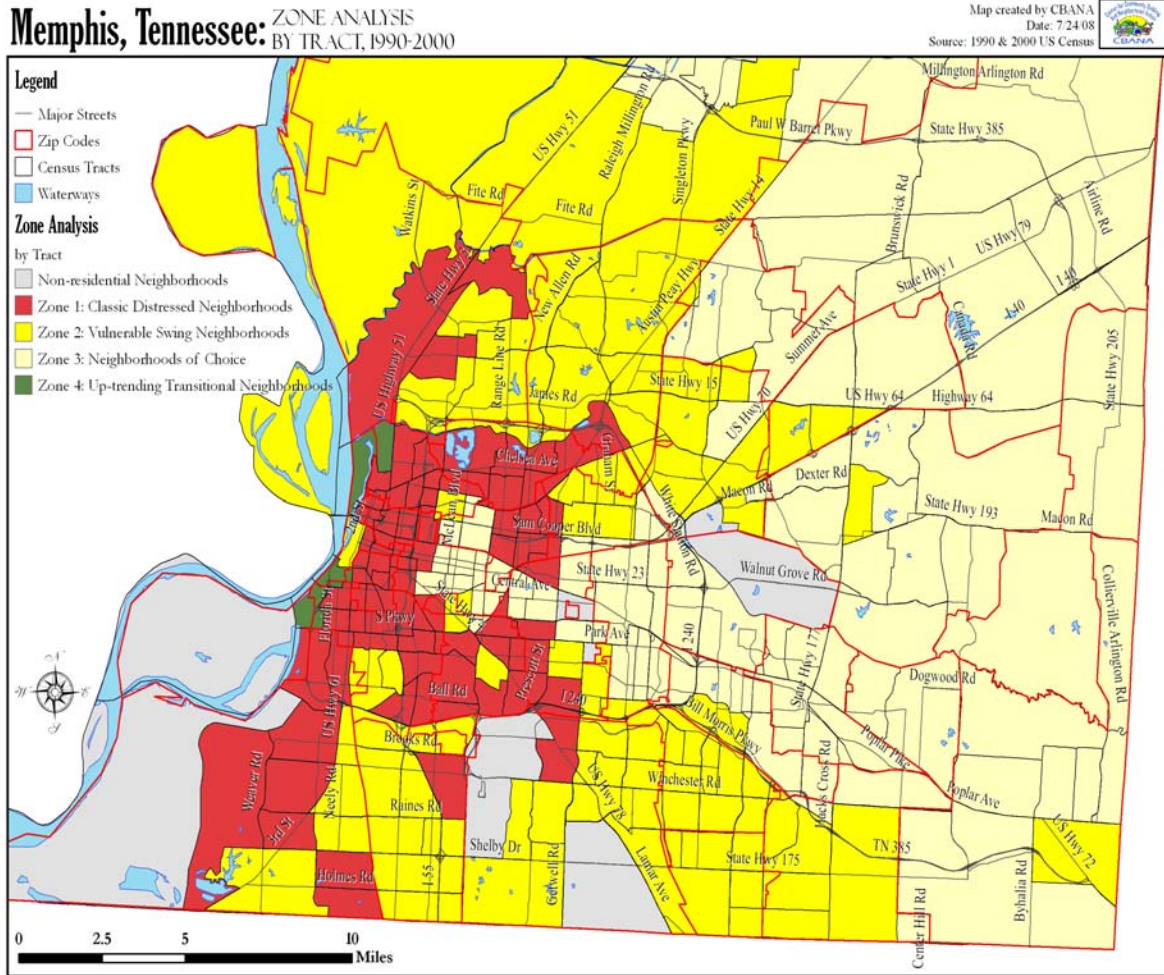 Memphis, Tennessee: ZONE ANALYSIS
BY TRACT, 1990-2000
Map created by CBANA
Date: 7/24/08
Source: 1990 & 2000 US Census
CBANA
Legend
Major Streets
Zip Codes
Census Tracts
Waterways
Zone Analysis
by Tract
Non-residential Neighborhoods
Zone 1: Classic Distressed Neighborhoods
Zone 2: Vulnerable Swing Neighborhoods
Zone 3: Neighborhoods of Choice
Zone 4: Up-trending Transitional Neighborhoods
Millington Arlington Rd
Paul W Barret Pkwy
State Hwy 385
US Hwy 51
Raleigh Millington Rd
Singleton Pkwy
State Hwy 14
Brunswick Rd
Airline Rd
US Hwy 79
State Hwy 1
I 40
I 40
Canada Rd
Fite Rd
Fite Rd
Watkins St
New Allen Rd
Austin Peay Hwy
Summer Ave
State Hwy 205
US Highway 51
Range Line Rd
James Rd
State Hwy 15
US Hwy 70
US Hwy 64
Highway 64
Chelsea Ave
Graham St
McLean Blvd
2nd St
Sam Cooper Blvd
White Station Rd
Macon Rd
Dexter Rd
State Hwy 193
Macon Rd
State Hwy 23
Central Ave
Walnut Grove Rd
Collierville Arlington Rd
Florida St
S Pkwy
Park Ave
I 240
State Hwy 177
Dogwood Rd
Ball Rd
Prescott St
I 240
US Hwy 61
Brooks Rd
Bill Morris Pkwy
Poplar Pike
Weaver Rd
Neely Rd
Winchester Rd
Hacks Cross Rd
Poplar Ave
US Hwy 78
Raines Rd
3rd St
Shelby Dr
TN 385
US Hwy 72
I-55
Getwell Rd
Lamar Ave
State Hwy 175
Holmes Rd
Center Hill Rd
Byhalia Rd
0 2.5 5 10
Miles